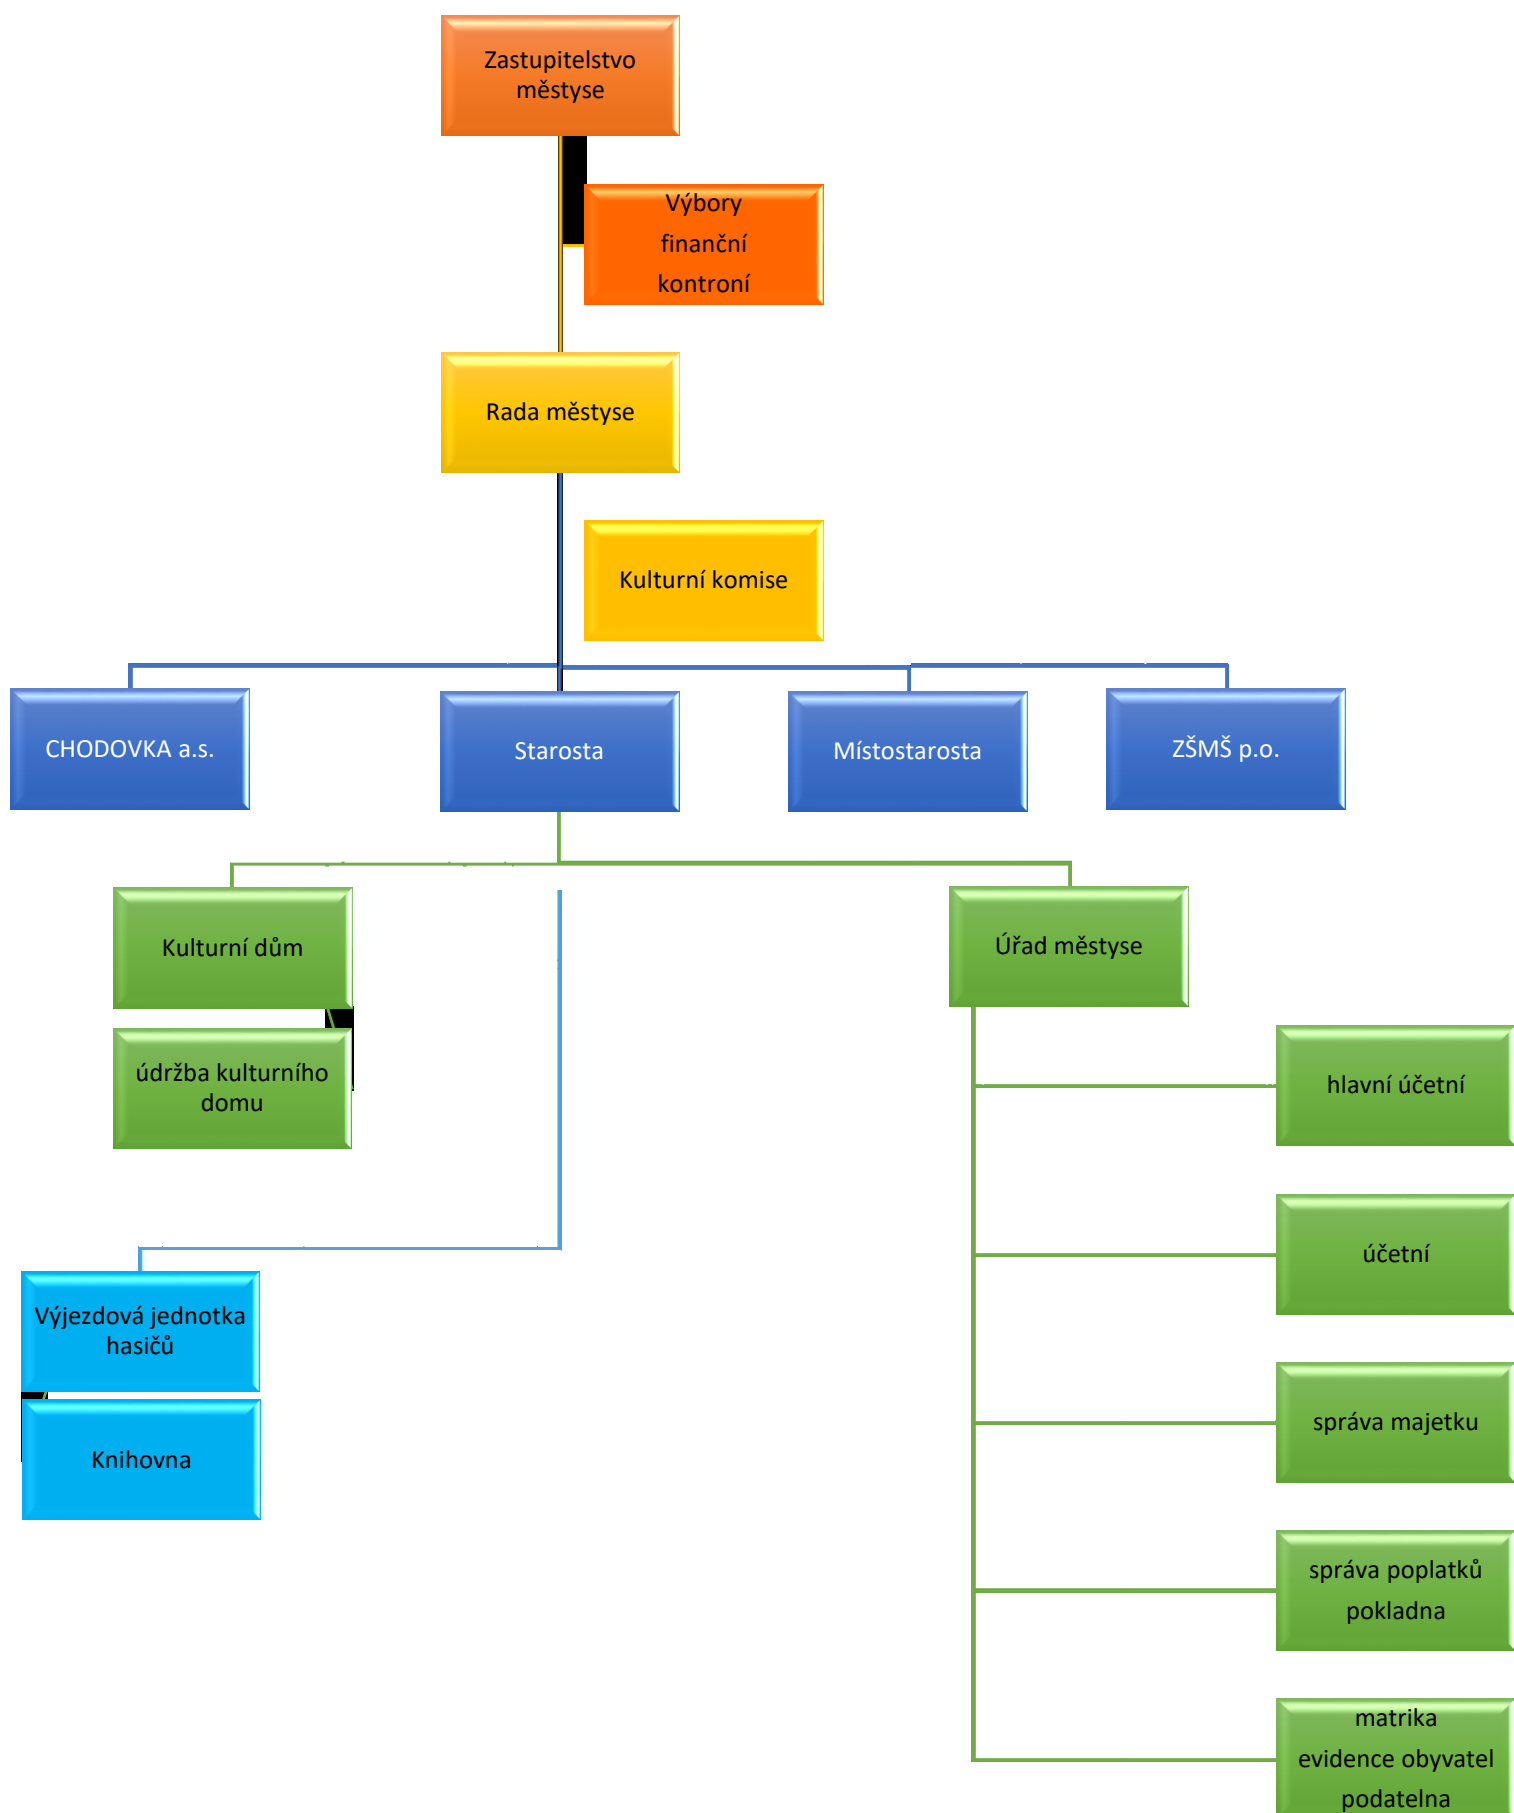 Zastupitelstvo
městyse
Výbory
finanční
kontroní
Rada městyse
Kulturní komise
CHODOVKA a.s.
Starosta
Místostarosta
ZŠMŠ p.o.
Kulturní dům
Úřad městyse
údržba kulturního
domu
hlavní účetní
účetní
Výjezdová jednotka
hasičů
Knihovna
správa majetku
správa poplatků
pokladna
matrika
evidence obyvatel
podatelna